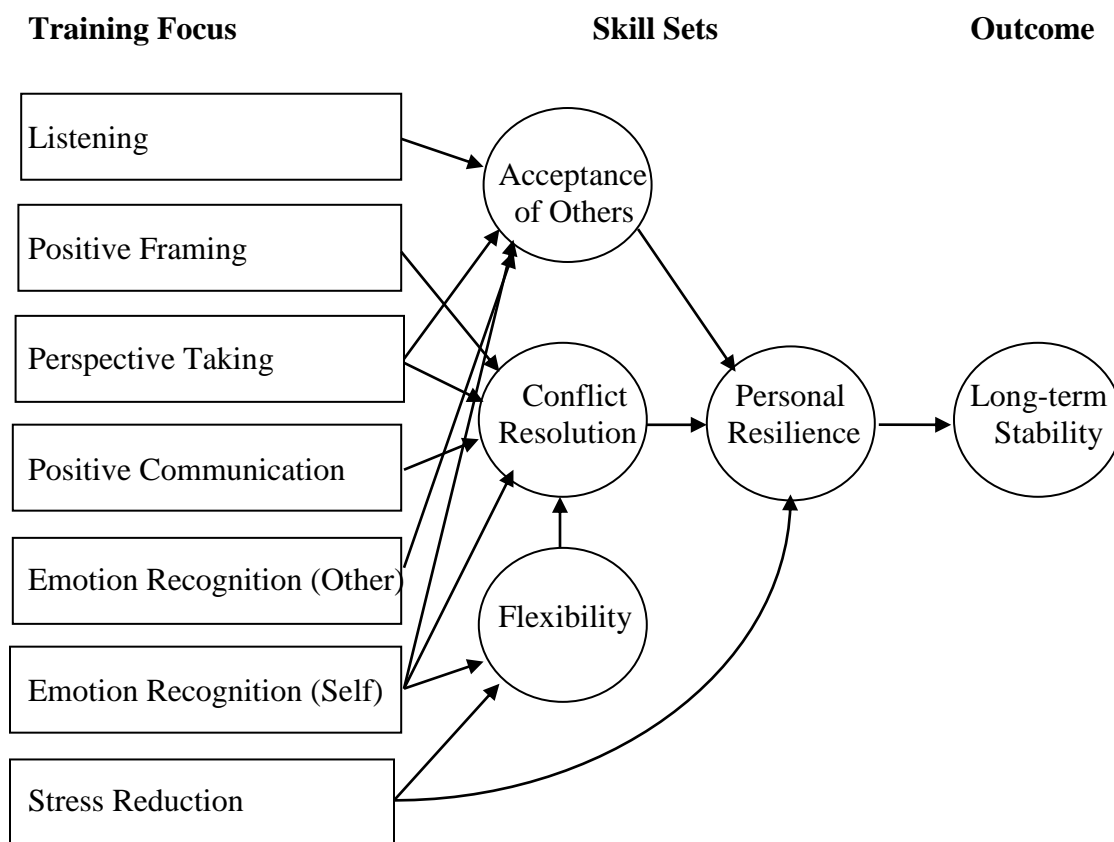 Training Focus
Skill Sets
Outcome
Listening
Positive Framing
Perspective Taking
Positive Communication
Emotion Recognition (Other)
Emotion Recognition (Self)
Stress Reduction
Acceptance
of Others
Conflict
Resolution
Flexibility
Personal
Resilience
Long-term
Stability